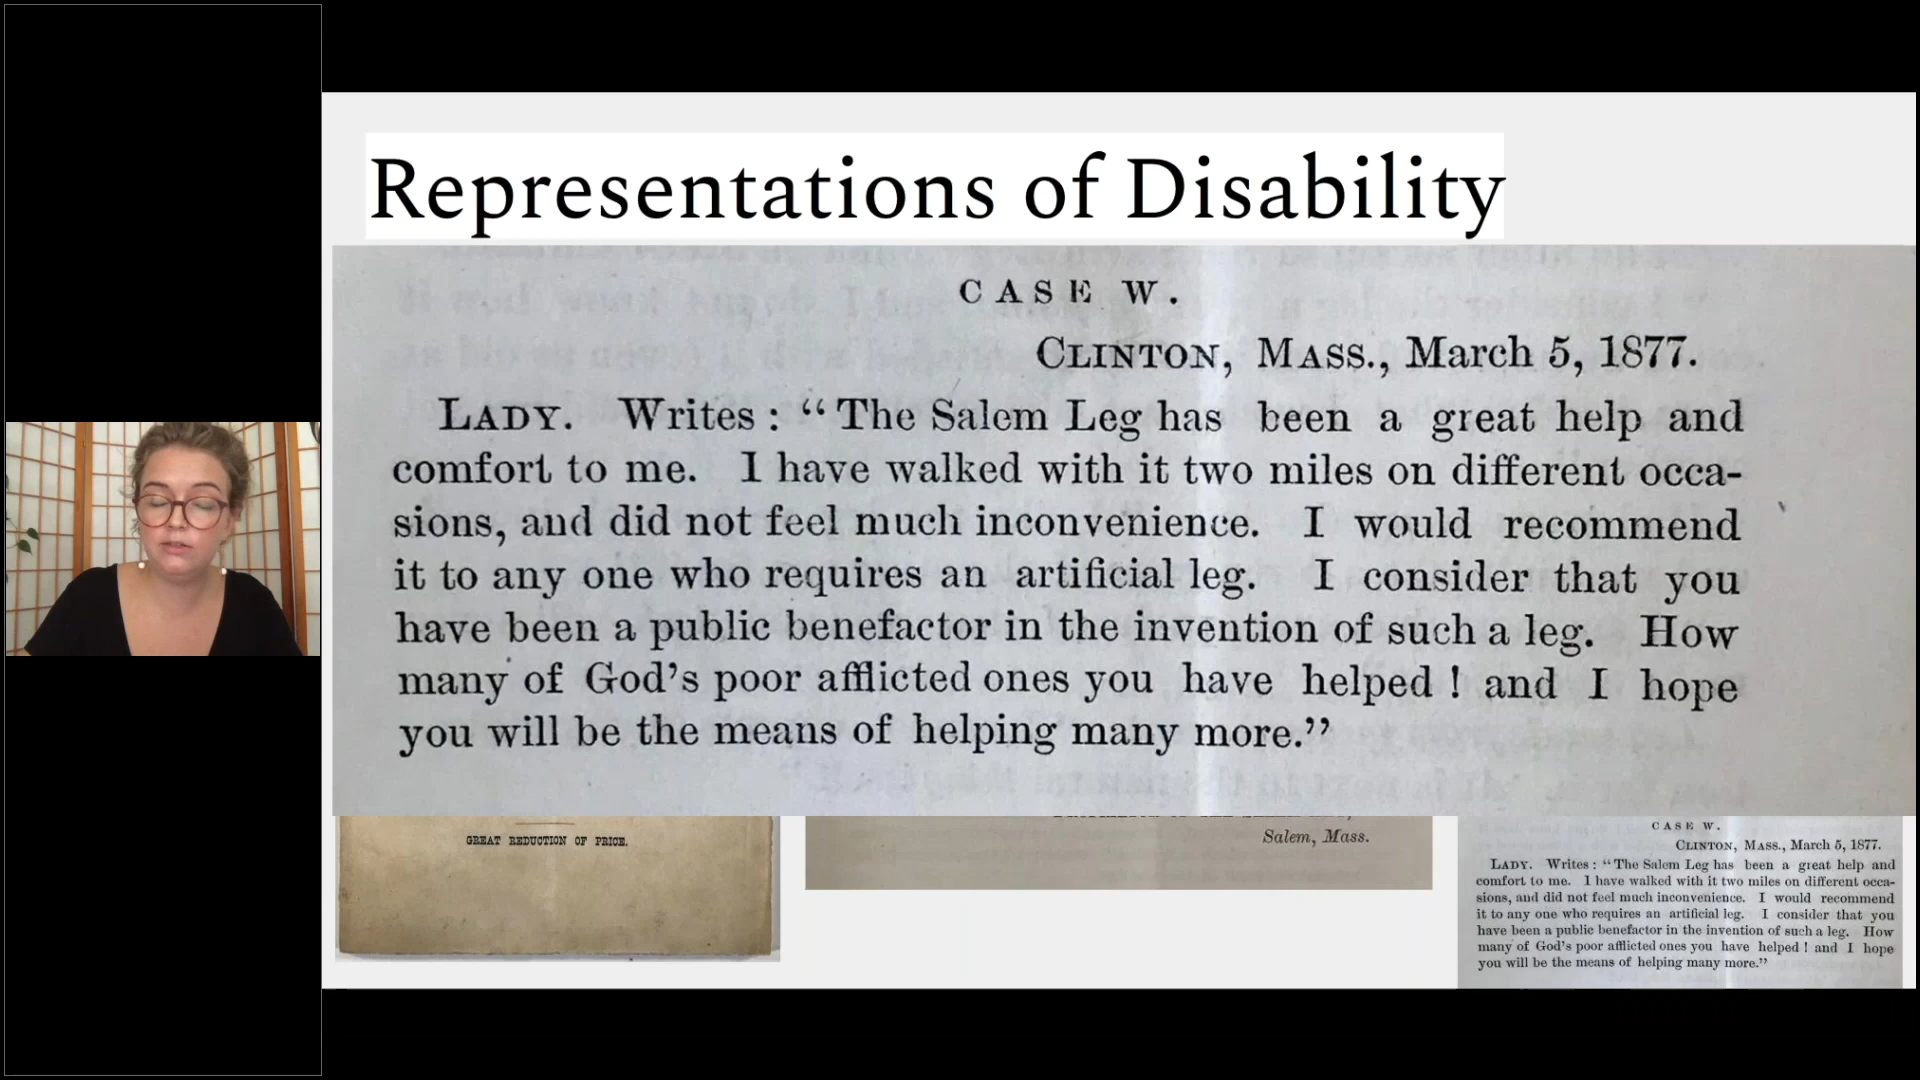 Representations of Disability
CASE W.
CLINTON, MASS., March 5, 1877.
LADY. Writes : “ The Salem Leg has been a great help and
comfort to me. I have walked with it two miles on different occa-
sions, and did not feel much inconvenience. I would recommend
it to any one who requires an artificial leg. I consider that you
have been a public benefactor in the invention of such a leg. How
many of God’s poor afflicted ones you have helped ! and I hope
you will be the means of helping many more.”
GREAT REDUCTION OF PRICE.
Salem, Mass.
CASE W.
CLINTON, MASS., March 5, 1877.
LADY. Writes : “ The Salem Leg has been a great help and
comfort to me. I have walked with it two miles on different occa-
sions, and did not feel much inconvenience. I would recommend
it to any one who requires an artificial leg. I consider that you
have been a public benefactor in the invention of such a leg. How
many of God’s poor afflicted ones you have helped ! and I hope
you will be the means of helping many more.”